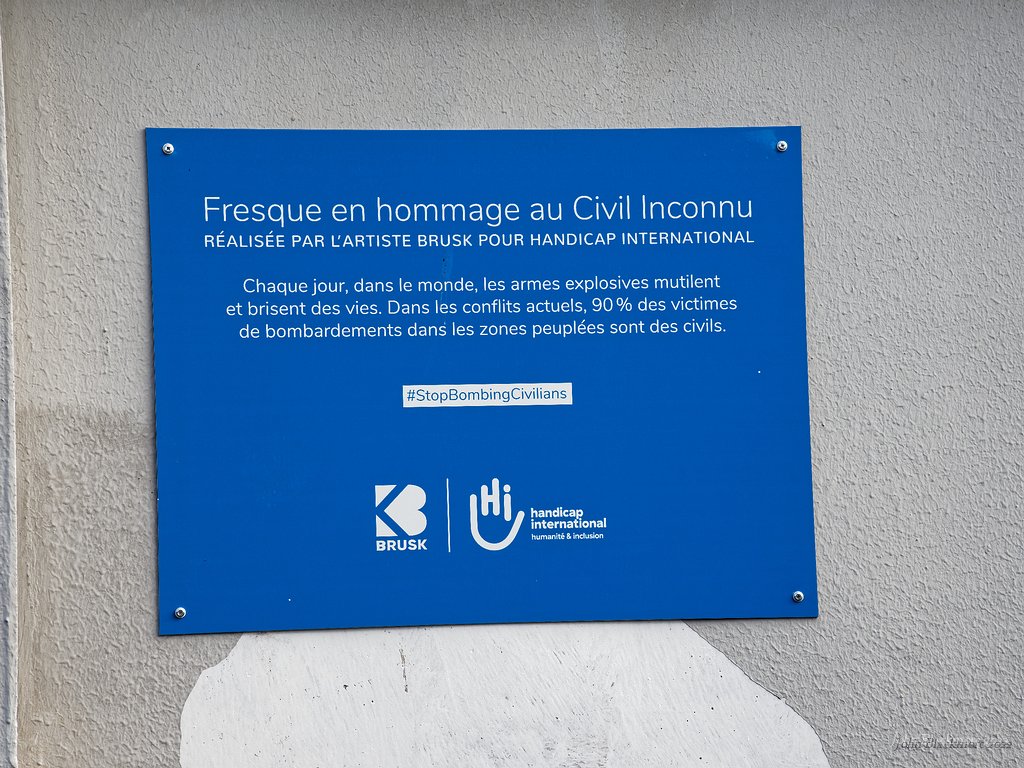 Fresque en hommage au Civil Inconnu
RÉALISÉE PAR L'ARTISTE BRUSK POUR HANDICAP INTERNATIONAL
Chaque jour, dans le monde, les armes explosives mutilent
et brisent des vies. Dans les conflits actuels, 90 % des victimes
de bombardements dans les zones peuplées sont des civils.
#StopBombingCivilians
BRUSK
Hi
handicap
international
humanité & inclusion